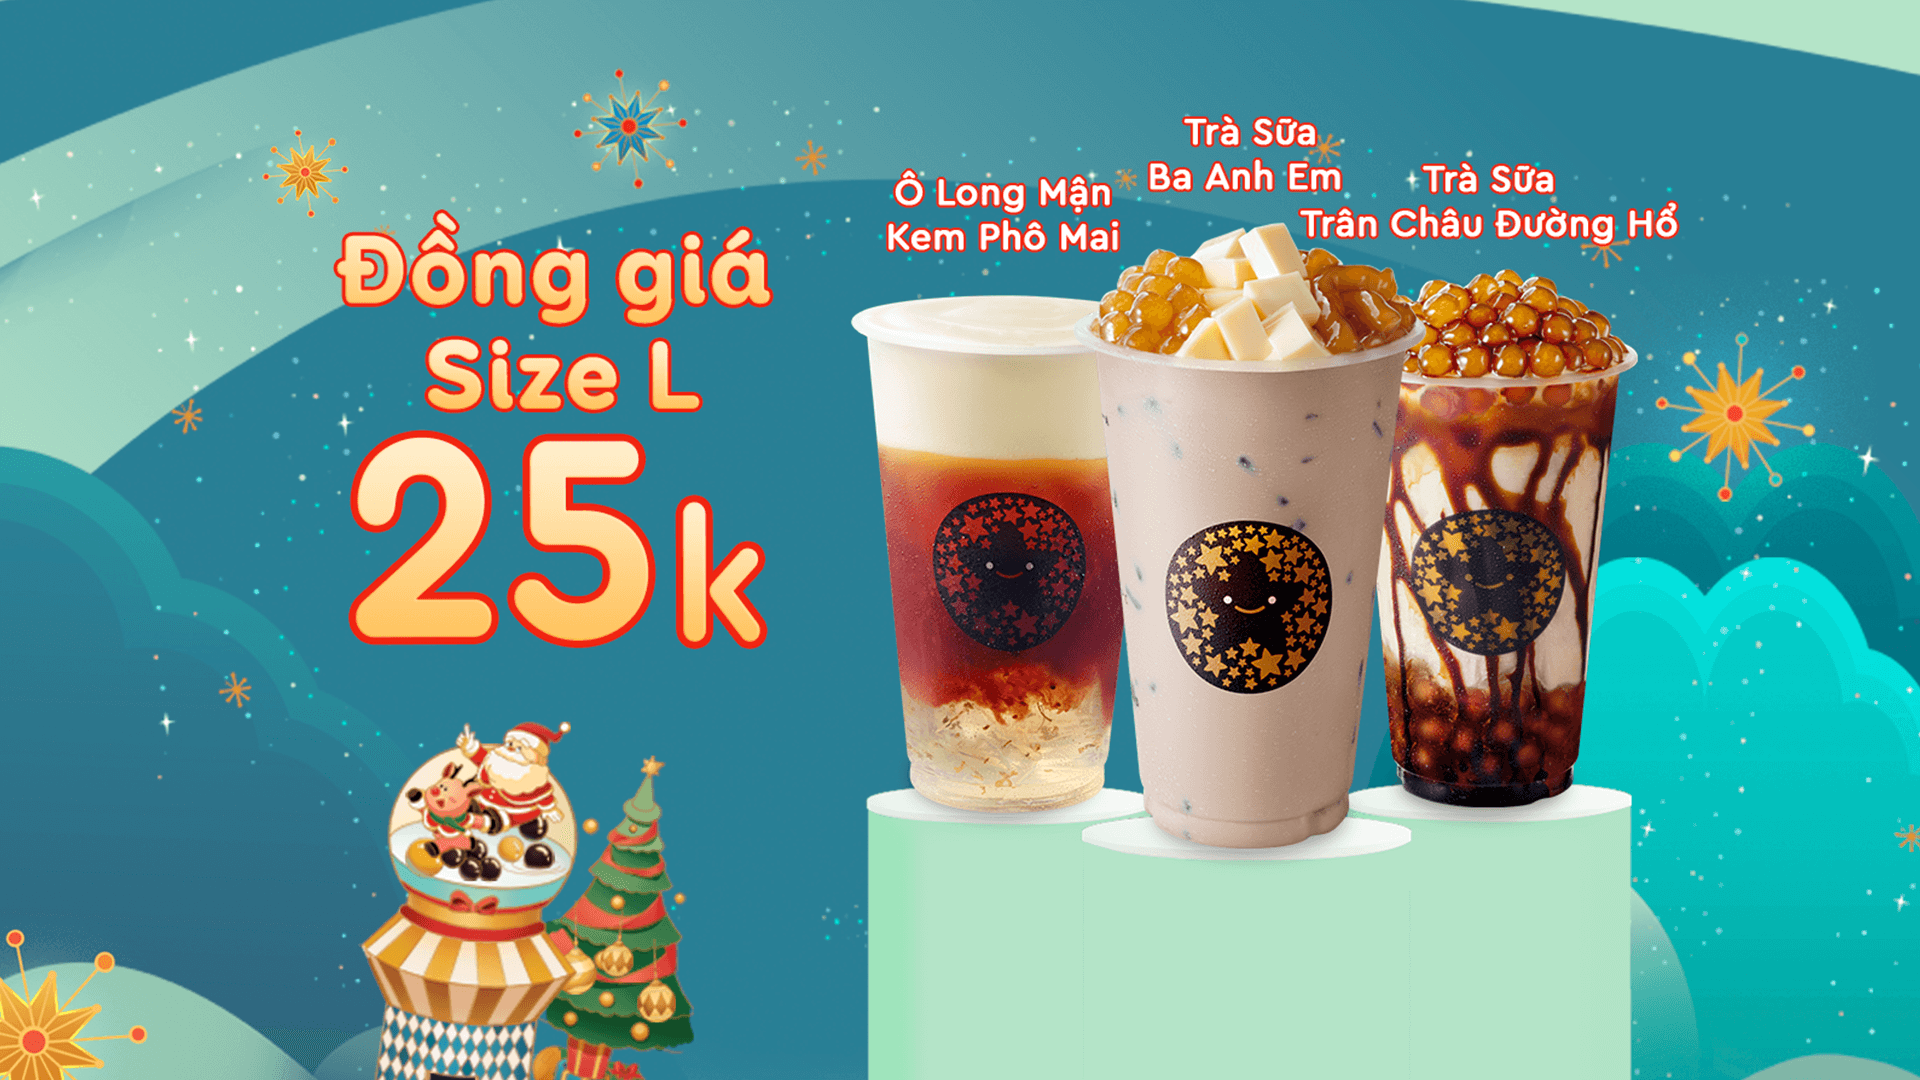 Đồng giá
Size L
25k
Ô Long Mận
Kem Phô Mai
Trà Sữa
Ba Anh Em
Trà Sữa
Trân Châu Đường Hổ